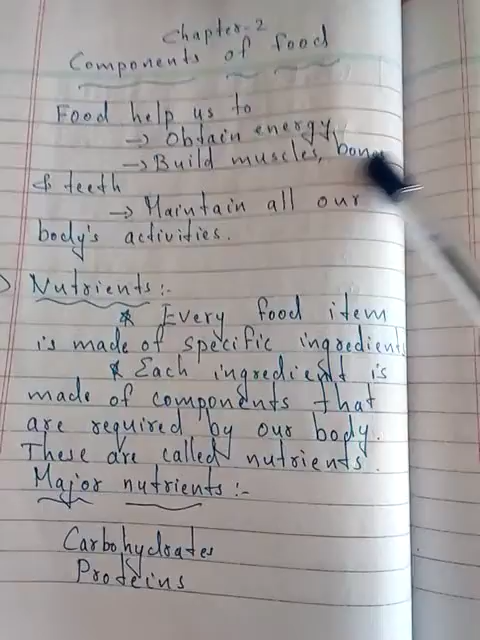 Chapter-2
Components of food
Food help us to
→ Obtain energy,
→ Build muscles,
& teeth
→ Maintain all our
body's activities.
Nutrients:-
* Every food item
is made of specific ingredients
* Each ingredient is
made of components that
are required by our body.
These are called nutrients.
Major nutrients:-
Carbohydrates
Proteins